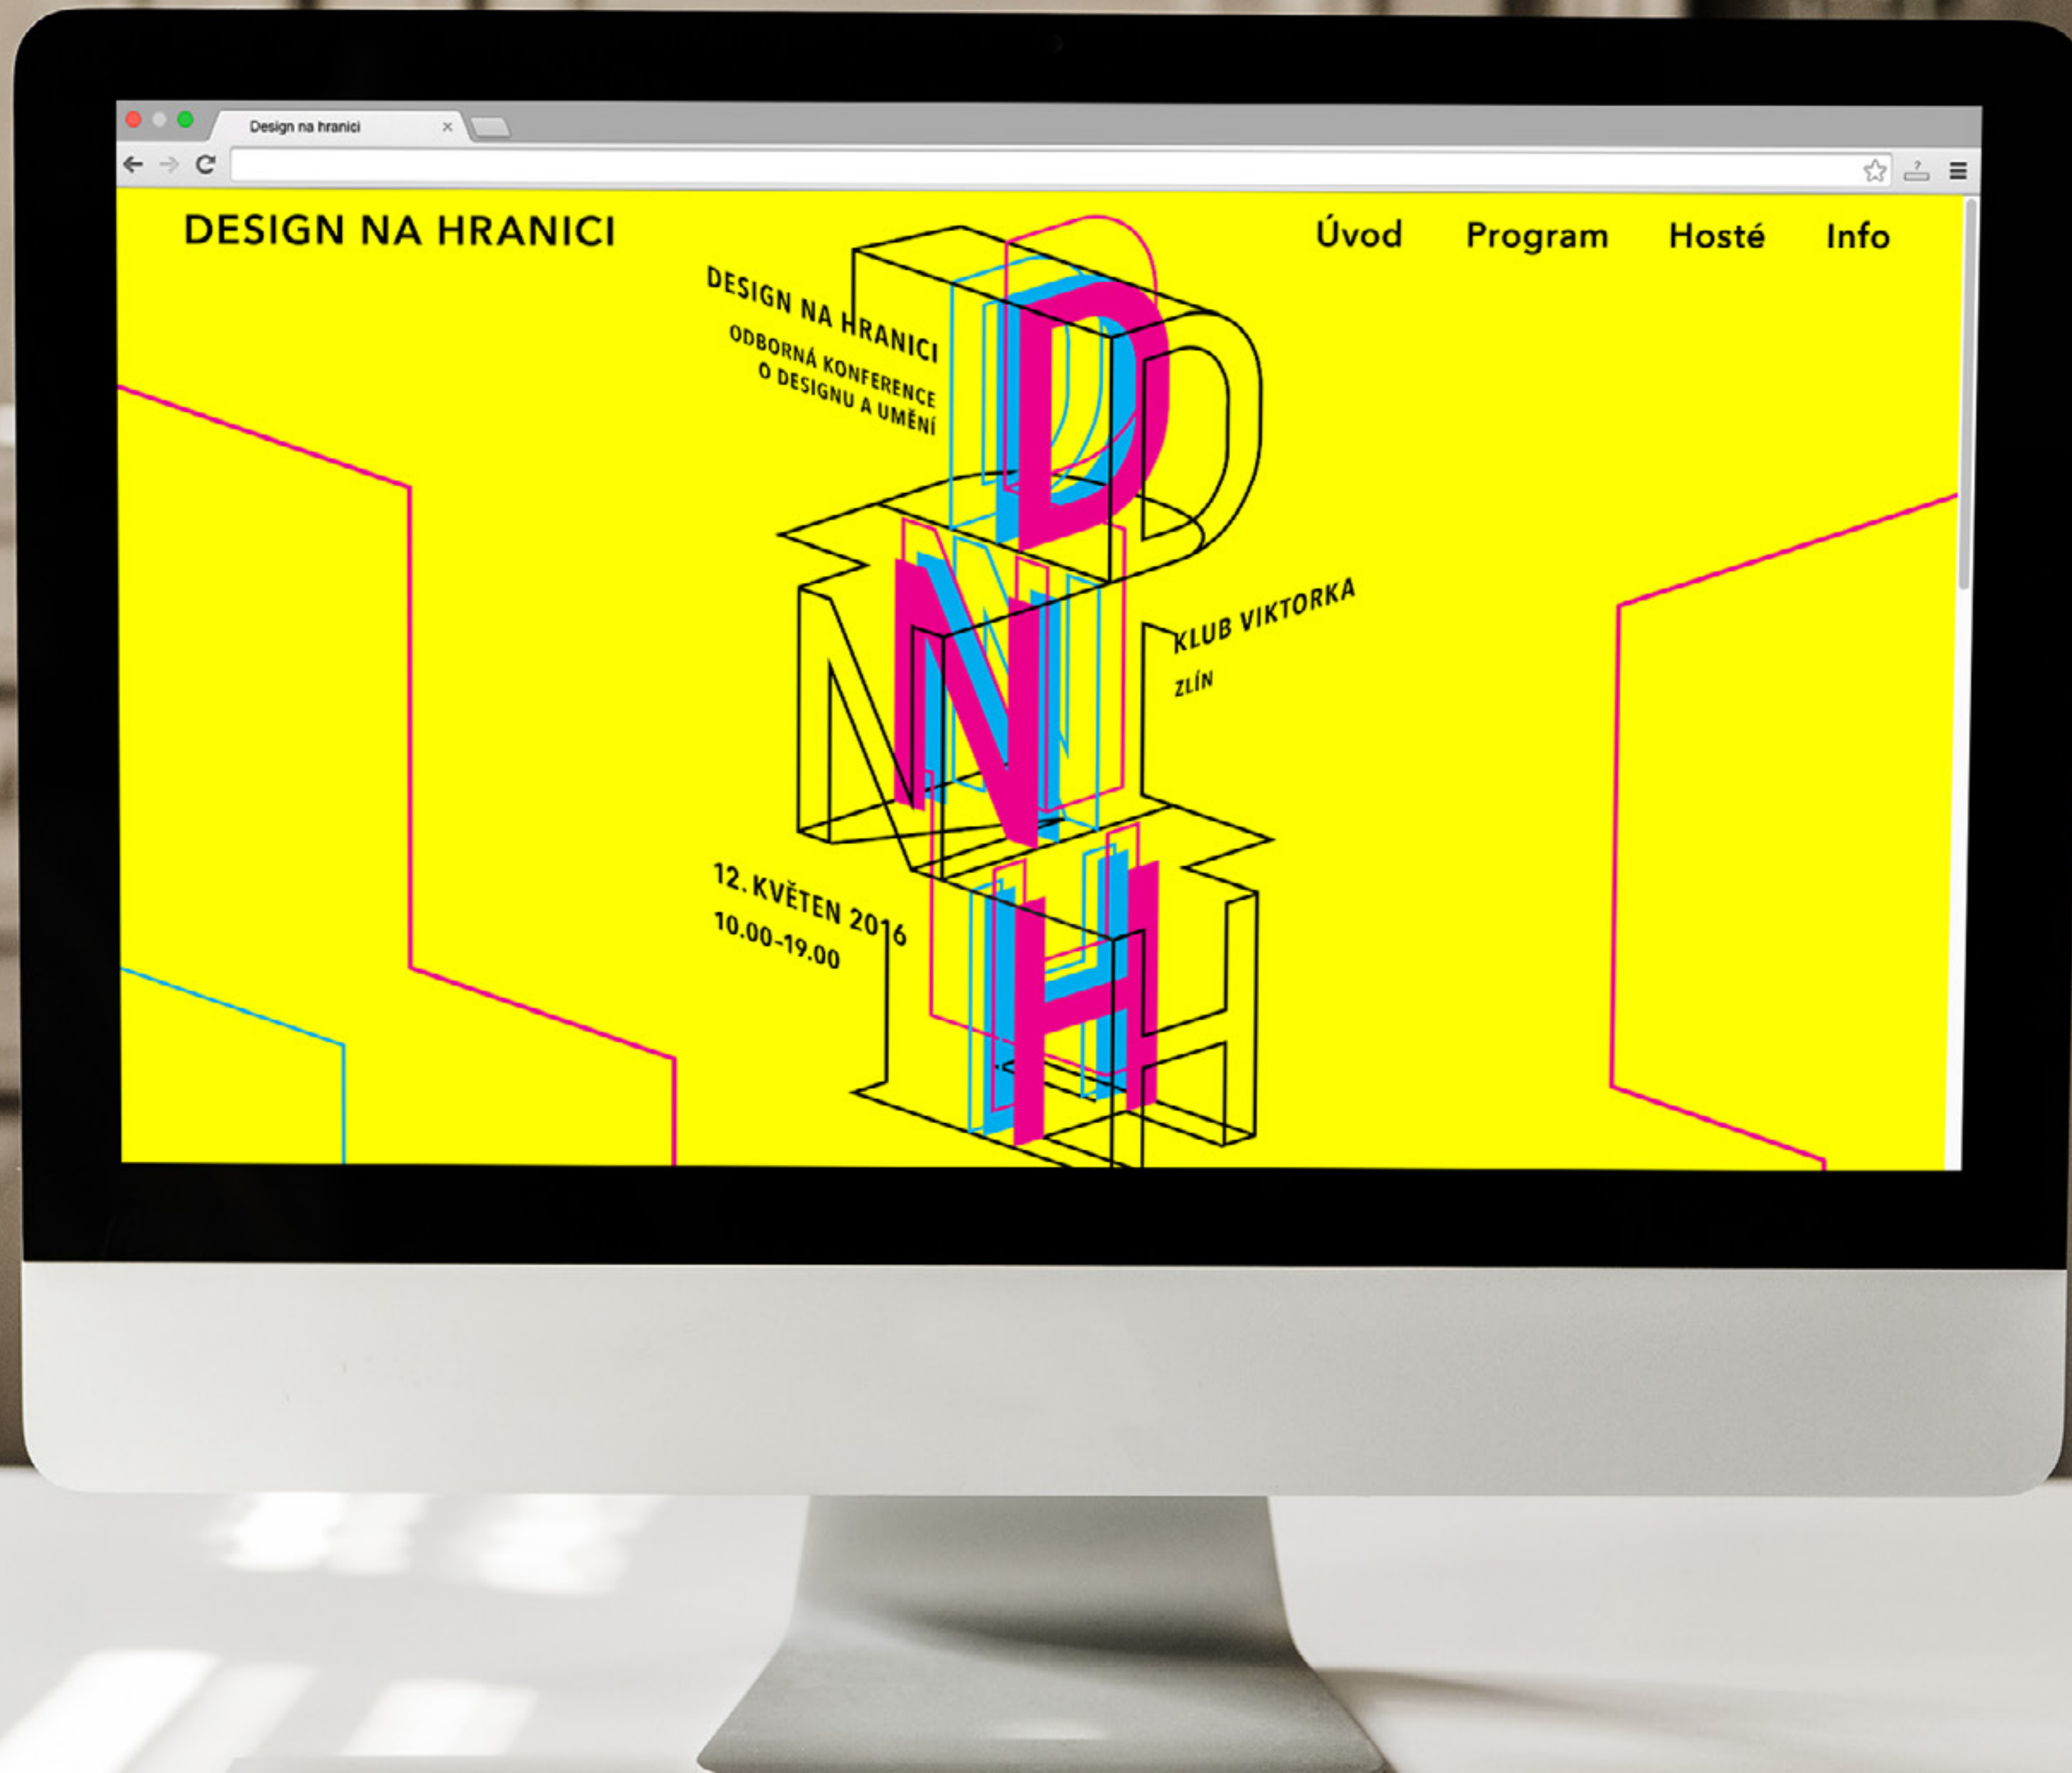 Design na hranici
DESIGN NA HRANICI
Úvod Program Hosté Info
DESIGN NA HRANICI
ODBORNÁ KONFERENCE
O DESIGNU A UMĚNÍ
D
N
H
KLUB VIKTORKA
ZLÍN
12. KVĚTEN 2016
10.00–19.00